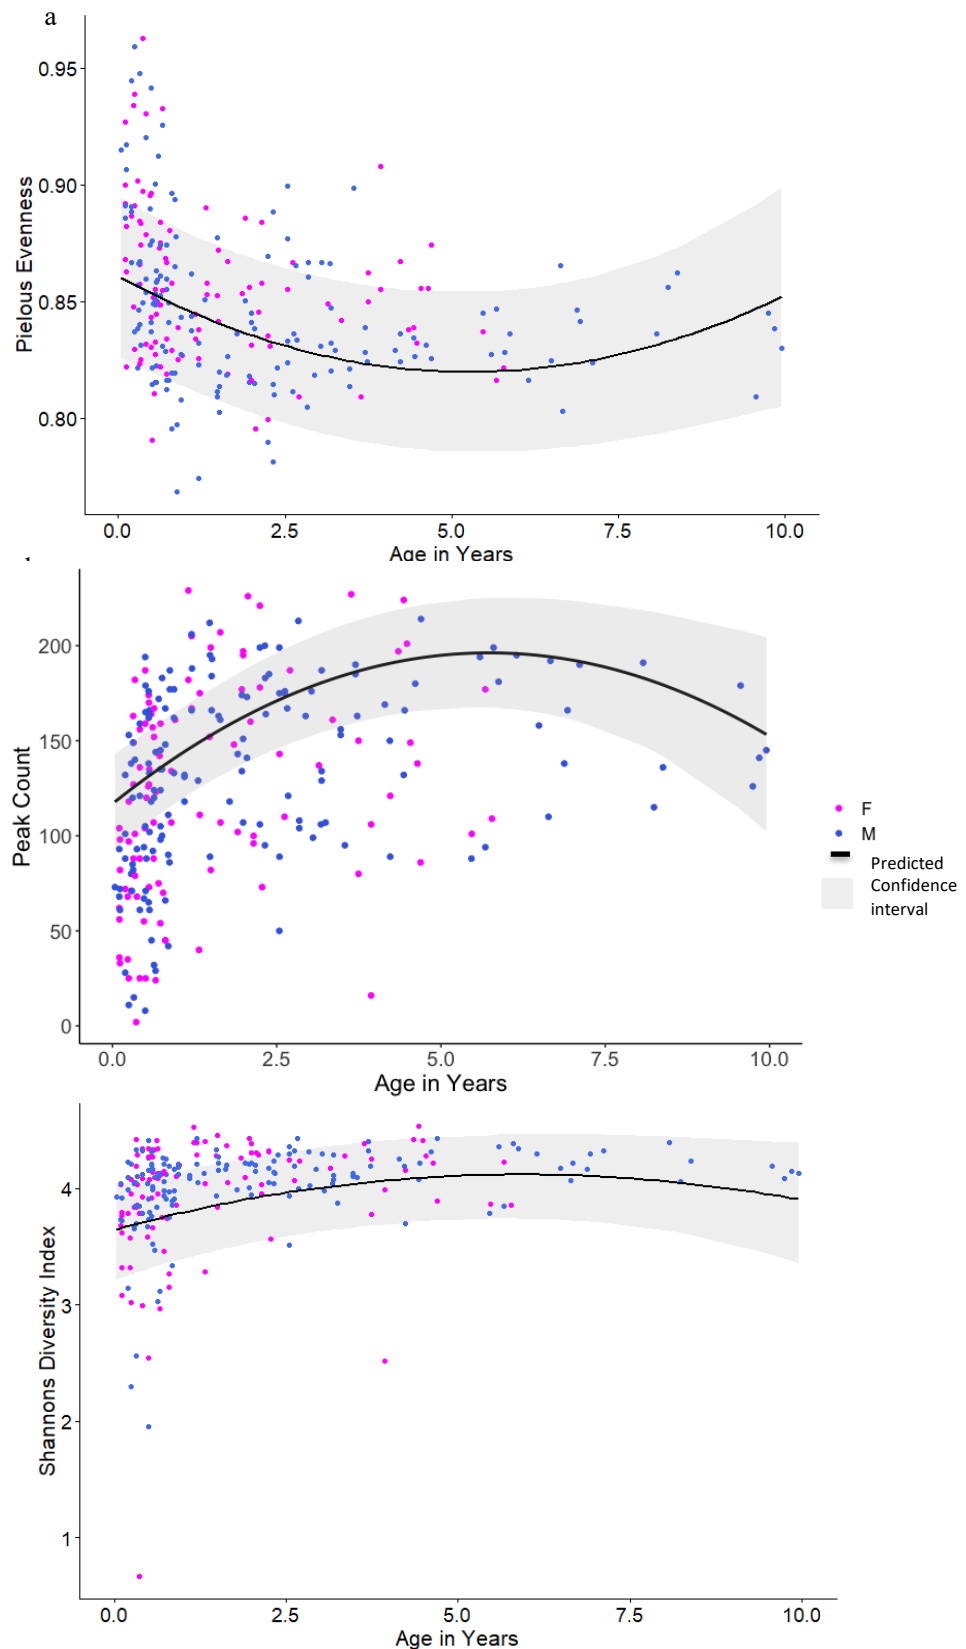 a
0.95
0.90
0.85
0.80
Pielous Evenness
0.0 2.5 5.0 7.5 10.0
Age in Years
200
150
100
50
0
Peak Count
0.0 2.5 5.0 7.5 10.0
Age in Years
F
M
Predicted
Confidence
interval
4
3
2
1
Shannons Diversity Index
0.0 2.5 5.0 7.5 10.0
Age in Years